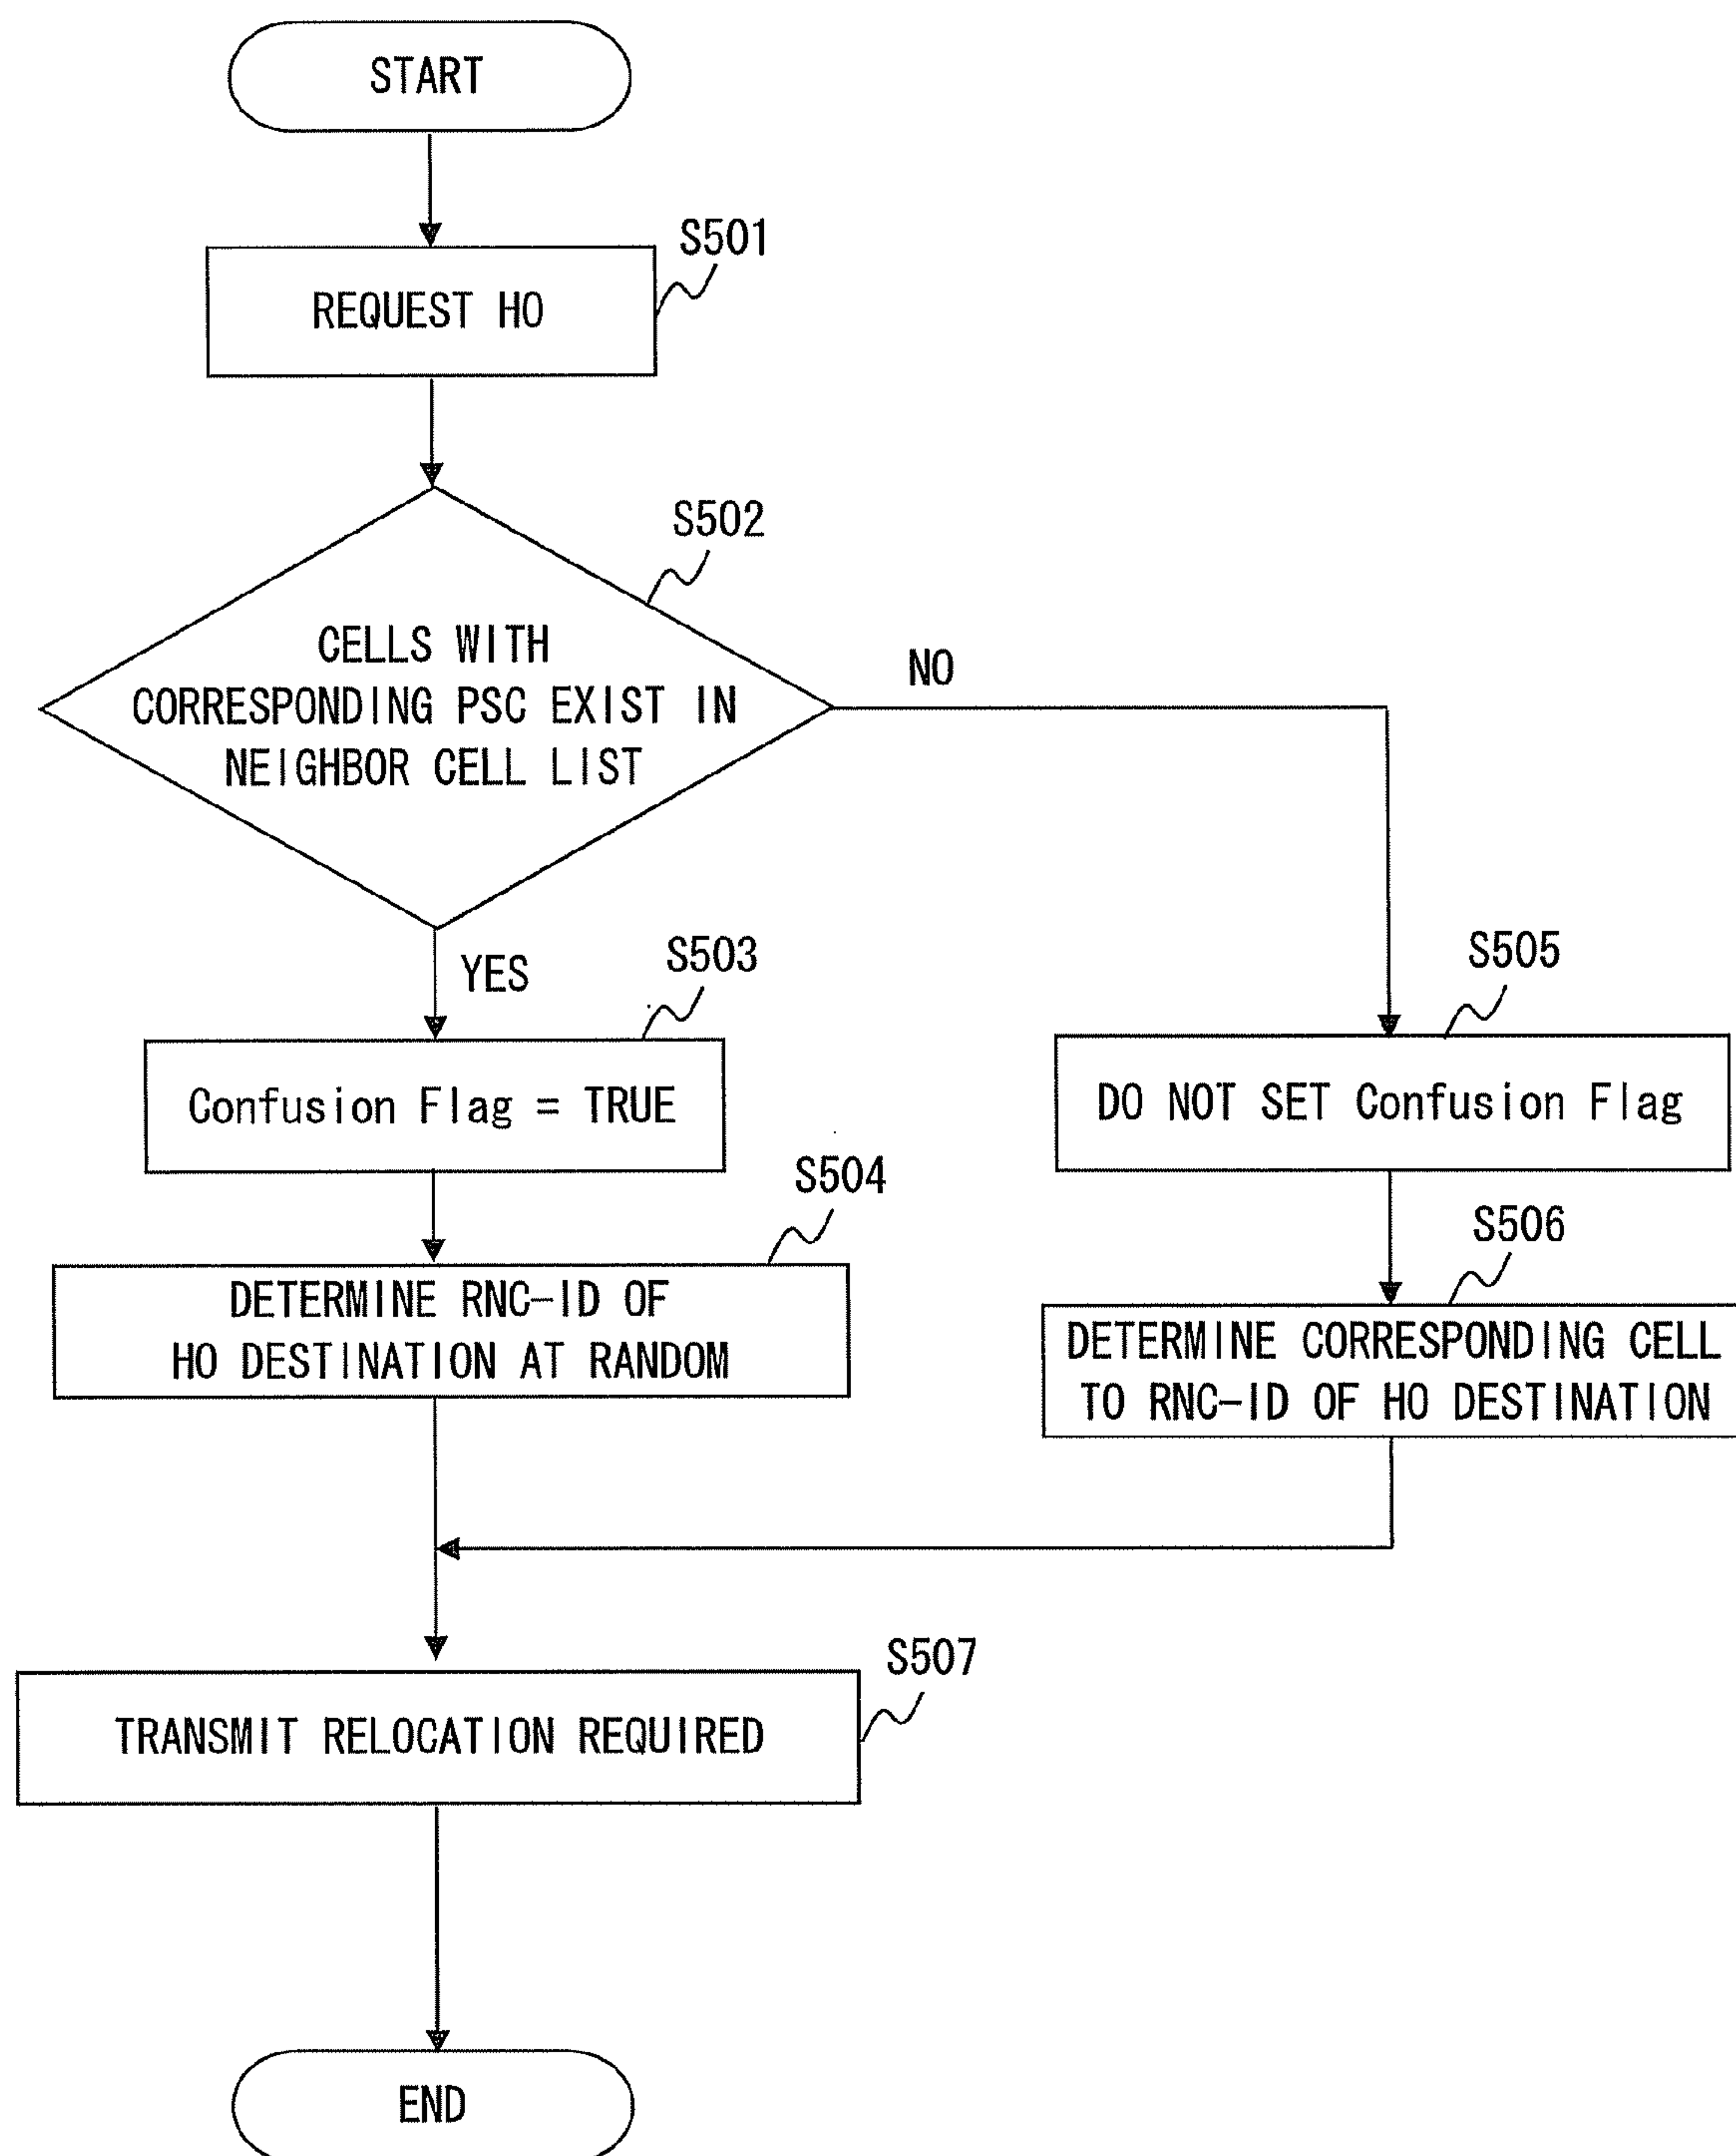 START
S501
REQUEST HO
S502
CELLS WITH
CORRESPONDING PSC EXIST IN
NEIGHBOR CELL LIST
NO
YES
S503
Confusion Flag = TRUE
S505
DO NOT SET Confusion Flag
S504
DETERMINE RNC-ID OF
HO DESTINATION AT RANDOM
S506
DETERMINE CORRESPONDING CELL
TO RNC-ID OF HO DESTINATION
S507
TRANSMIT RELOCATION REQUIRED
END